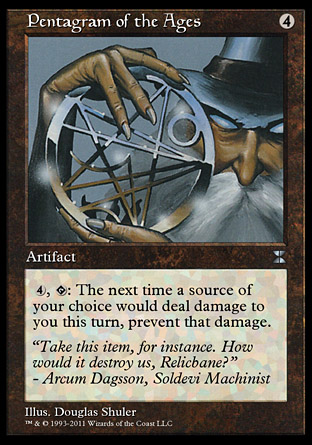 Pentagram of the Ages 4
Artifact
4, : The next time a source of
your choice would deal damage to
you this turn, prevent that damage.
“Take this item, for instance. How
would it destroy us, Relicbane?”
- Arcum Dagsson, Soldevi Machinist
Illus. Douglas Shuler
™ & © 1993-2011 Wizards of the Coast LLC